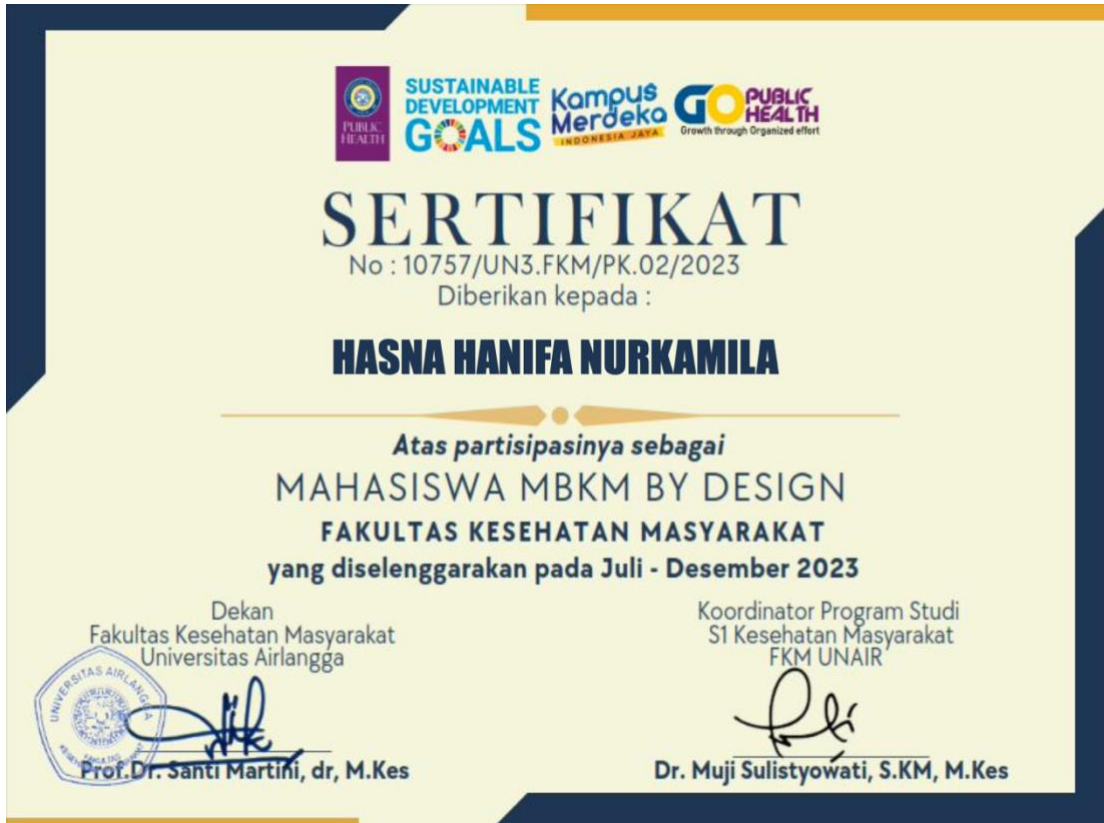 PUBLIC
HEALTH
SUSTAINABLE
DEVELOPMENT
GOALS
Kampus
Merdeka
INDONESIA JAYA
GO PUBLIC
HEALTH
Growth through Organized effort
SERTIFIKAT
No : 10757/UN3.FKM/PK.02/2023
Diberikan kepada :
HASNA HANIFA NURKAMILA
Atas partisipasinya sebagai
MAHASISWA MBKM BY DESIGN
FAKULTAS KESEHATAN MASYARAKAT
yang diselenggarakan pada Juli - Desember 2023
Dekan
Fakultas Kesehatan Masyarakat
Universitas Airlangga
UNIVERSITAS AIRLANGGA
FAKULTAS
Prof.Dr. Santi Martini, dr, M.Kes
Koordinator Program Studi
S1 Kesehatan Masyarakat
FKM UNAIR
Dr. Muji Sulistyowati, S.KM, M.Kes